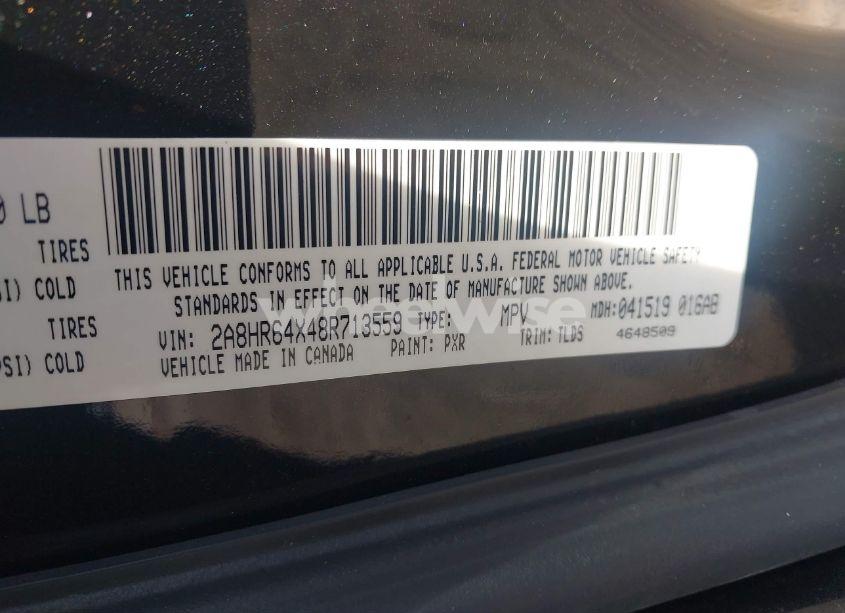 0 LB
TIRES
SI) COLD
TIRES
PSI) COLD
THIS VEHICLE CONFORMS TO ALL APPLICABLE U.S.A. FEDERAL MOTOR VEHICLE SAFETY
STANDARDS IN EFFECT ON THE DATE OF MANUFACTURE SHOWN ABOVE.
VIN: 2A8HR64X48R713559 TYPE: MPV MDH: 041519 016AB
VEHICLE MADE IN CANADA PAINT: PXR TRIM: TLDS 4648509
wheelwise